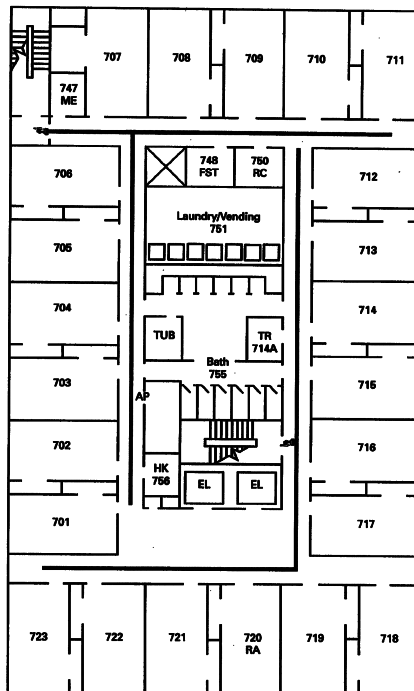 707
708
709
710
711
747
ME
706
748
FST
750
RC
712
Laundry/Vending
751
705
713
704
714
TUB
TR
714A
Bath
755
703
715
AP
702
716
HK
756
EL
EL
701
717
723
722
721
720
RA
719
718